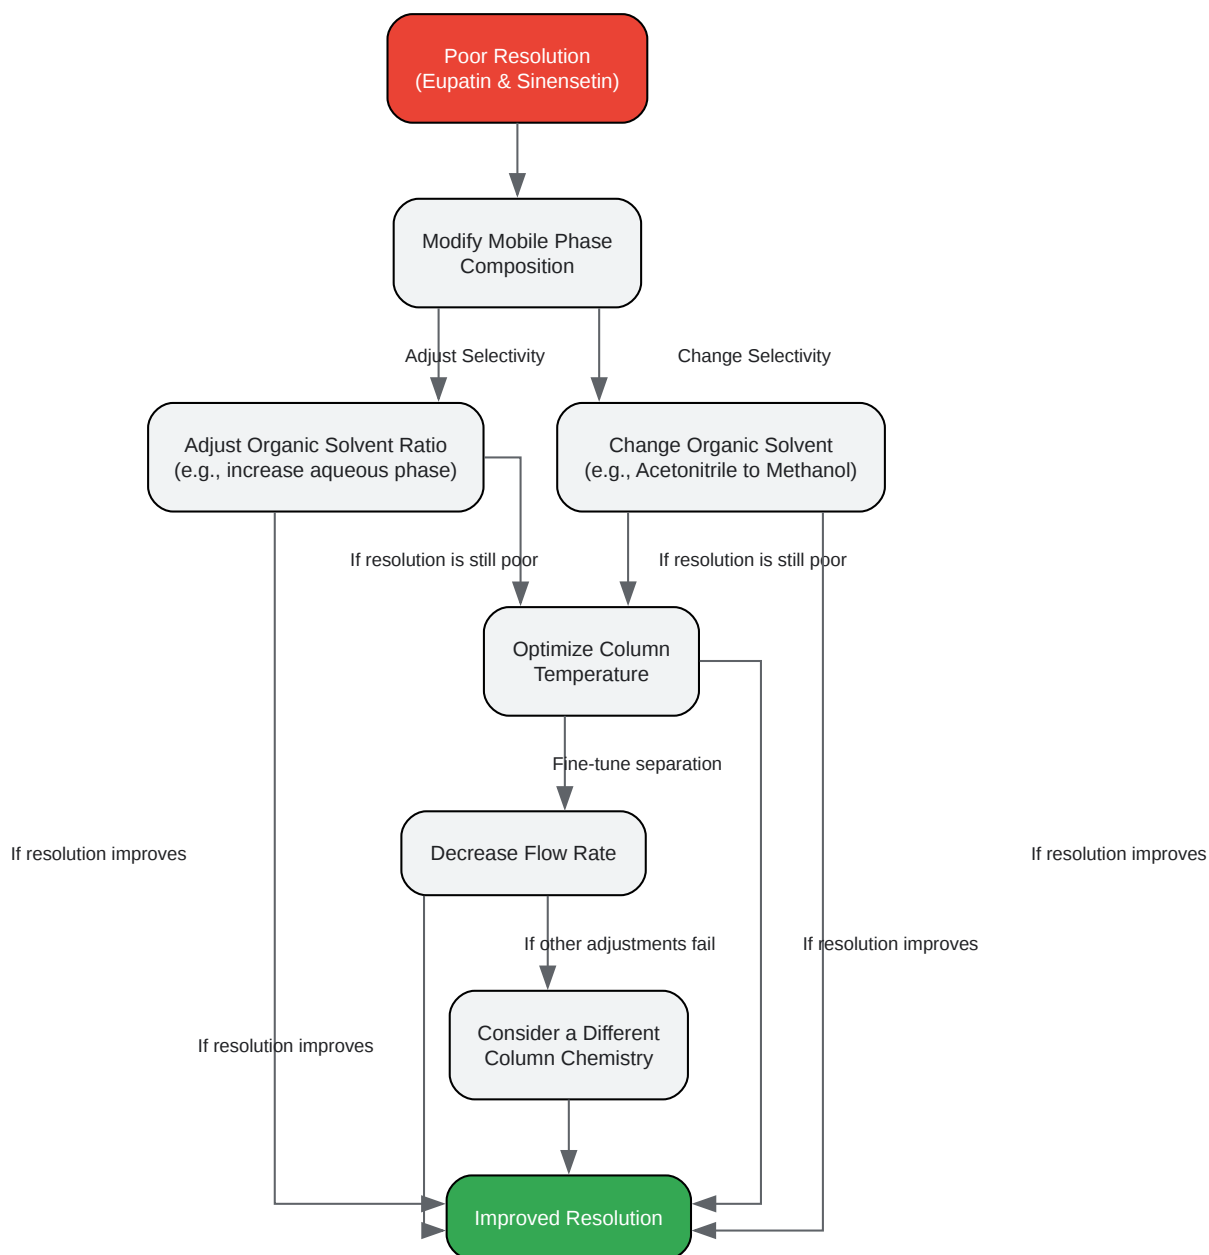 Poor Resolution
(Eupatin & Sinensetin)
Modify Mobile Phase
Composition
Adjust Selectivity
Change Selectivity
Adjust Organic Solvent Ratio
(e.g., increase aqueous phase)
Change Organic Solvent
(e.g., Acetonitrile to Methanol)
If resolution is still poor
If resolution is still poor
Optimize Column
Temperature
Fine-tune separation
If resolution improves
Decrease Flow Rate
If resolution improves
If other adjustments fail
If resolution improves
If resolution improves
Consider a Different
Column Chemistry
Improved Resolution